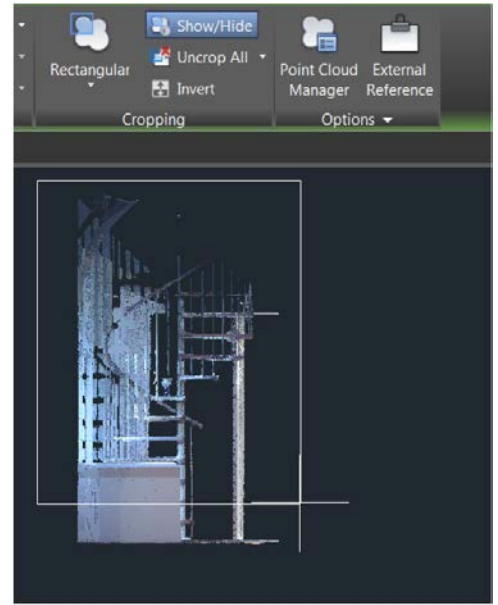 Show/Hide
Rectangular
Uncrop All
Invert
Point Cloud
Manager
External
Reference
Cropping
Options